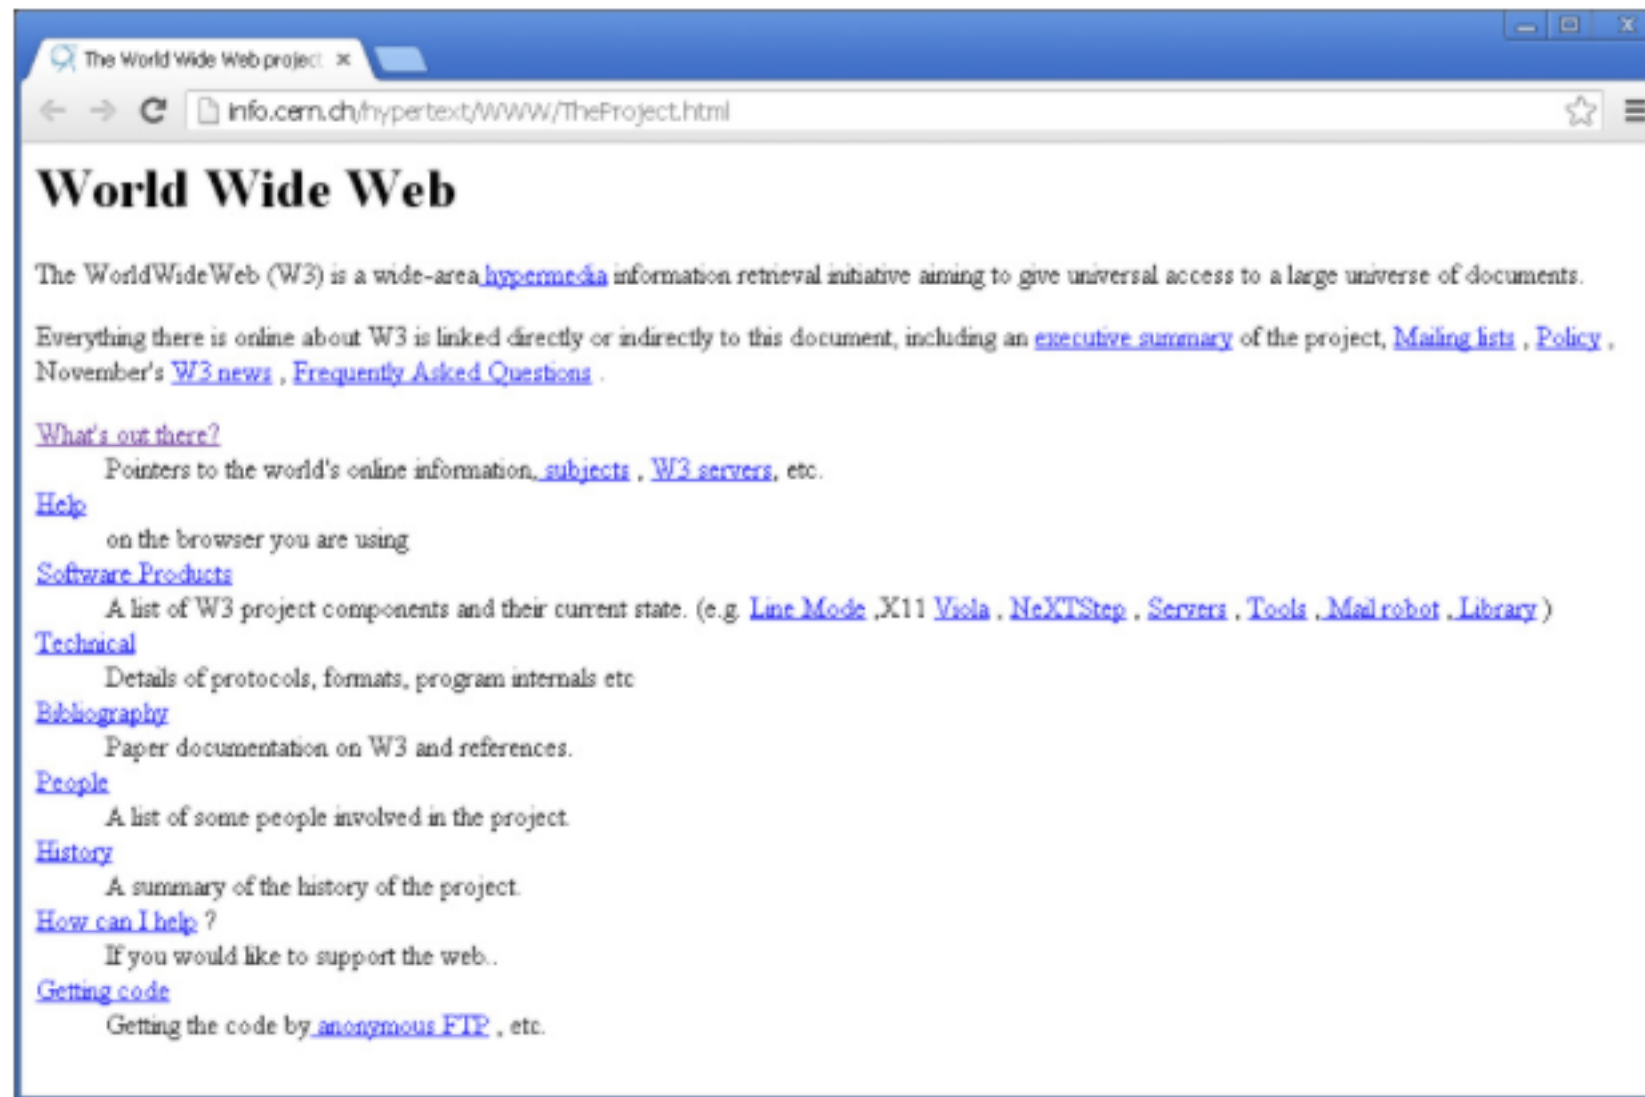 The World Wide Web project
info.cern.ch/hypertext/WWW/TheProject.html
World Wide Web
The WorldWideWeb (W3) is a wide-area hypermedia information retrieval initiative aiming to give universal access to a large universe of documents.
Everything there is online about W3 is linked directly or indirectly to this document, including an executive summary of the project, Mailing lists , Policy ,
November's W3 news , Frequently Asked Questions .
What's out there?
Pointers to the world's online information, subjects , W3 servers, etc.
Help
on the browser you are using
Software Products
A list of W3 project components and their current state. (e.g. Line Mode ,X11 Viola , NeXTStep , Servers , Tools , Mail robot , Library )
Technical
Details of protocols, formats, program internals etc
Bibliography
Paper documentation on W3 and references.
People
A list of some people involved in the project.
History
A summary of the history of the project.
How can I help ?
If you would like to support the web..
Getting code
Getting the code by anonymous FTP , etc.